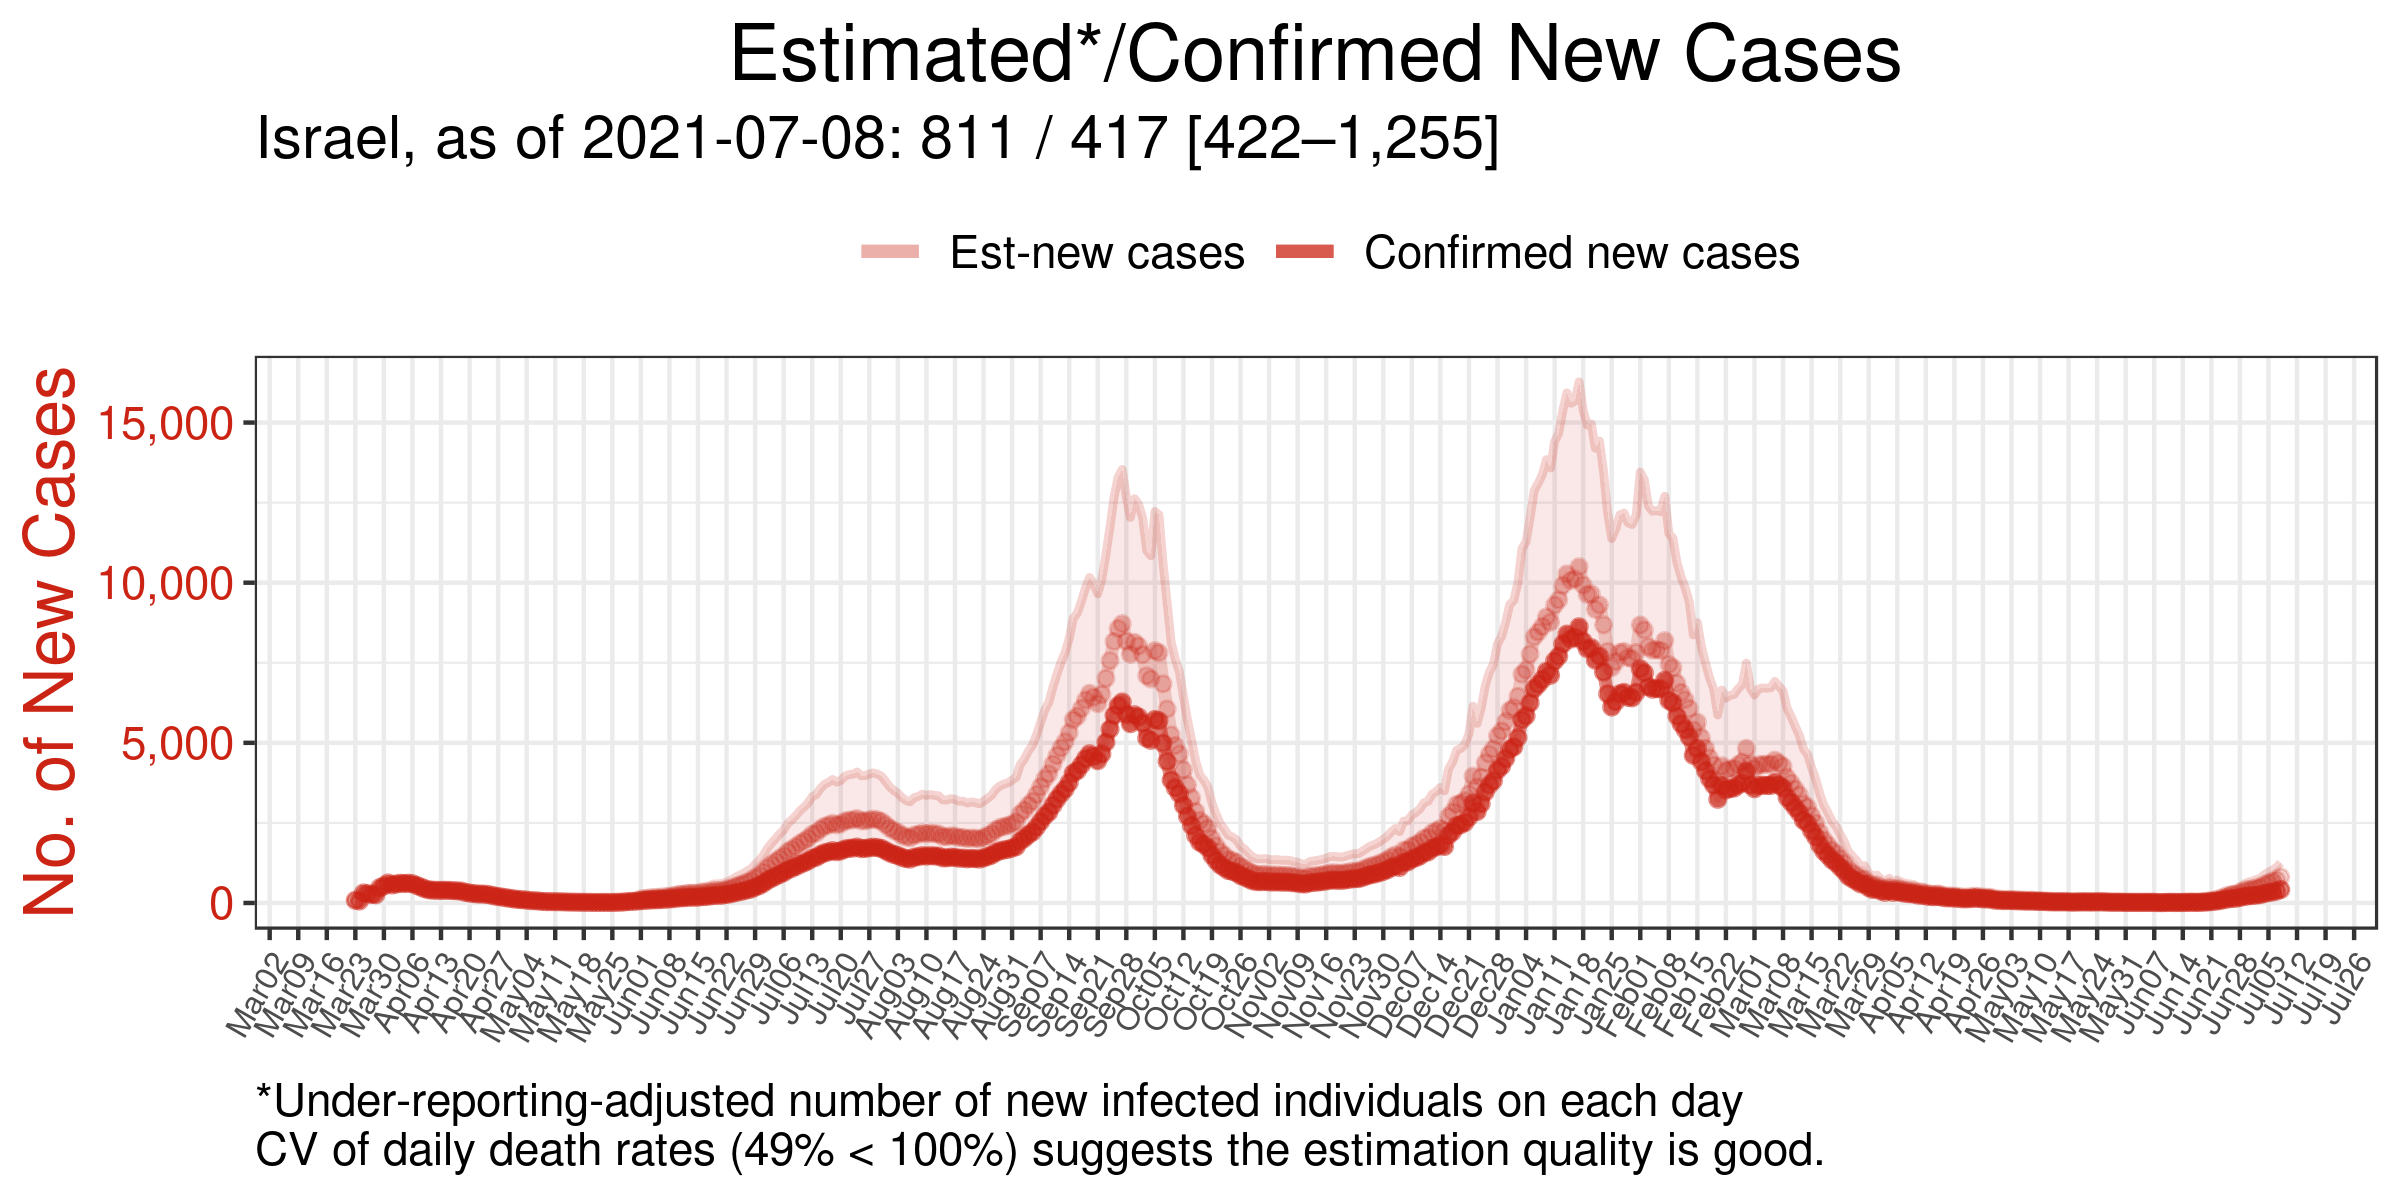 Estimated*/Confirmed New Cases
Israel, as of 2021-07-08: 811 / 417 [422–1,255]
Est-new cases
Confirmed new cases
No. of New Cases
15,000
10,000
5,000
0
Mar02
Mar09
Mar16
Mar23
Mar30
Apr06
Apr13
Apr20
Apr27
May04
May11
May18
May25
Jun01
Jun08
Jun15
Jun22
Jun29
Jul06
Jul13
Jul20
Jul27
Aug03
Aug10
Aug17
Aug24
Aug31
Sep07
Sep14
Sep21
Sep28
Oct05
Oct12
Oct19
Oct26
Nov02
Nov09
Nov16
Nov23
Nov30
Dec07
Dec14
Dec21
Dec28
Jan04
Jan11
Jan18
Jan25
Feb01
Feb08
Feb15
Feb22
Mar01
Mar08
Mar15
Mar22
Mar29
Apr05
Apr12
Apr19
Apr26
May03
May10
May17
May24
May31
Jun07
Jun14
Jun21
Jun28
Jul05
Jul12
Jul19
Jul26
*Under-reporting-adjusted number of new infected individuals on each day
CV of daily death rates (49% < 100%) suggests the estimation quality is good.